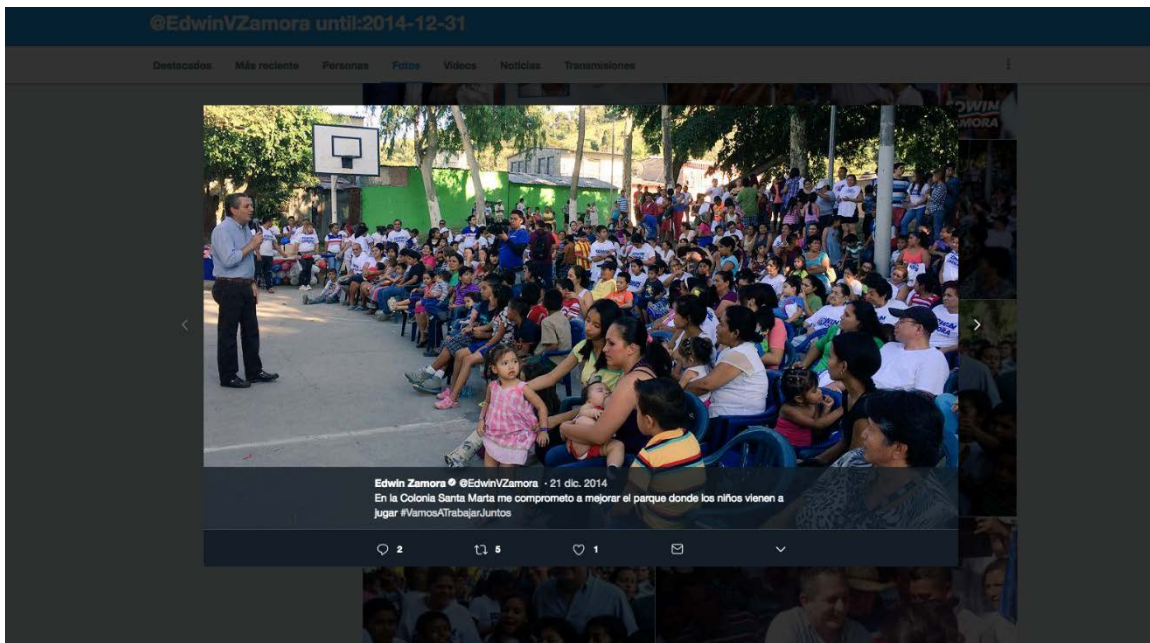 @EdwinVZamora until:2014-12-31
Destacados Más reciente Personas Fotos Videos Noticias Transmisiones
EDWIN
ZAMORA
Edwin Zamora @EdwinVZamora · 21 dic. 2014
En la Colonia Santa Marta me comprometo a mejorar el parque donde los niños vienen a
jugar #VamosATrabajarJuntos
2 5 1